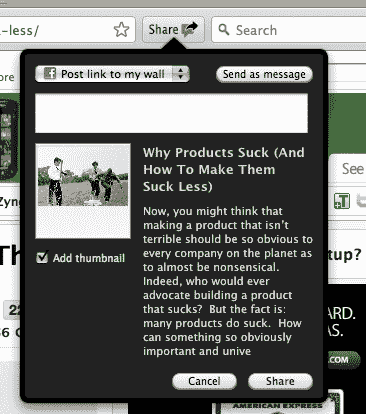 -less/
Share
Search
Post link to my wall
Send as message
ore
See
Why Products Suck (And
How To Make Them
Suck Less)
Zyn
Now, you might think that
making a product that isn't
terrible should be so obvious to
every company on the planet as
to almost be nonsensical.
Indeed, who would ever
advocate building a product
that sucks? But the fact is:
many products do suck. How
can something so obviously
important and unive
Add thumbnail
Th
tup?
22
ARD.
AS.
.COM
Cancel
Share
AMERICAN EXPRESS